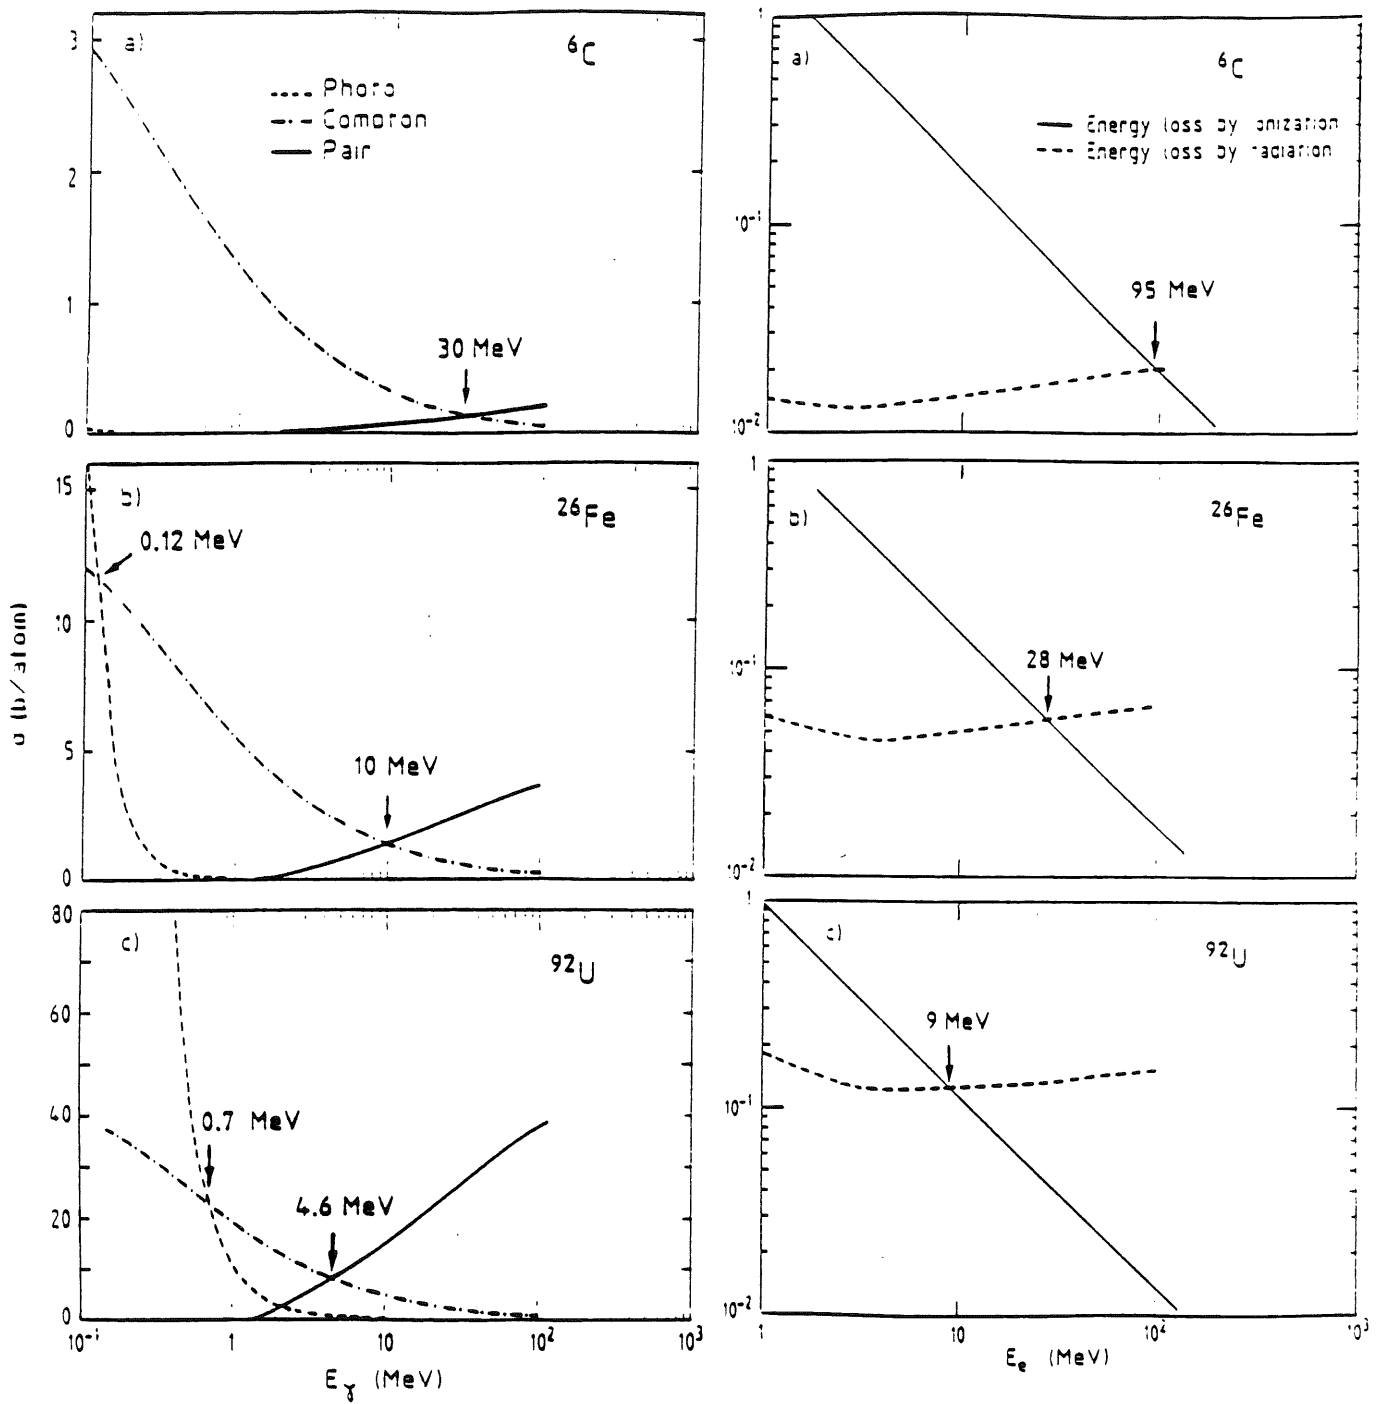 a)
6C
3
2
1
0
Photo
Compton
Pair
30 MeV
b)
26Fe
15
10
5
0
0.12 MeV
10 MeV
σ (b/atom)
c)
92U
80
60
40
20
0
0.7 MeV
4.6 MeV
10-1 1 10 10² 10³
Eγ (MeV)
a)
6C
1
10-1
10-2
Energy loss by ionization
Energy loss by radiation
95 MeV
b)
26Fe
1
10-1
10-2
28 MeV
c)
92U
1
10-1
10-2
9 MeV
1 10 10² 10³
Ee (MeV)